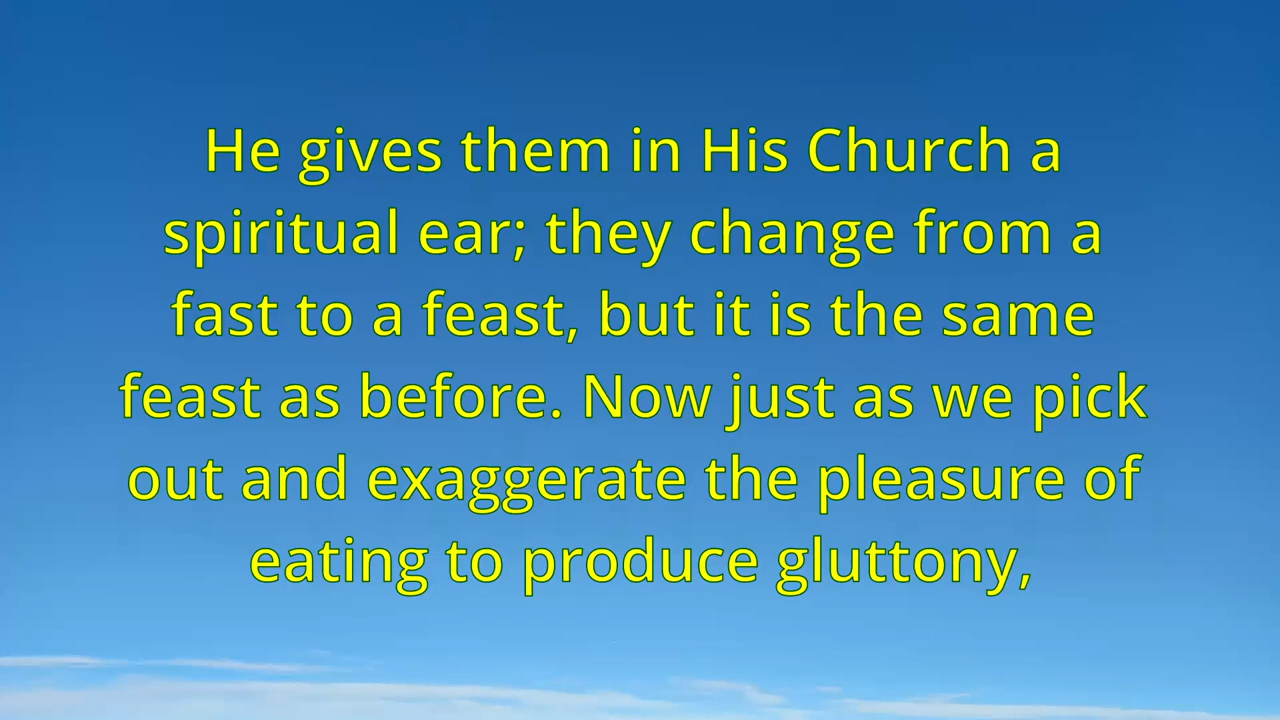 He gives them in His Church a
spiritual ear; they change from a
fast to a feast, but it is the same
feast as before. Now just as we pick
out and exaggerate the pleasure of
eating to produce gluttony,